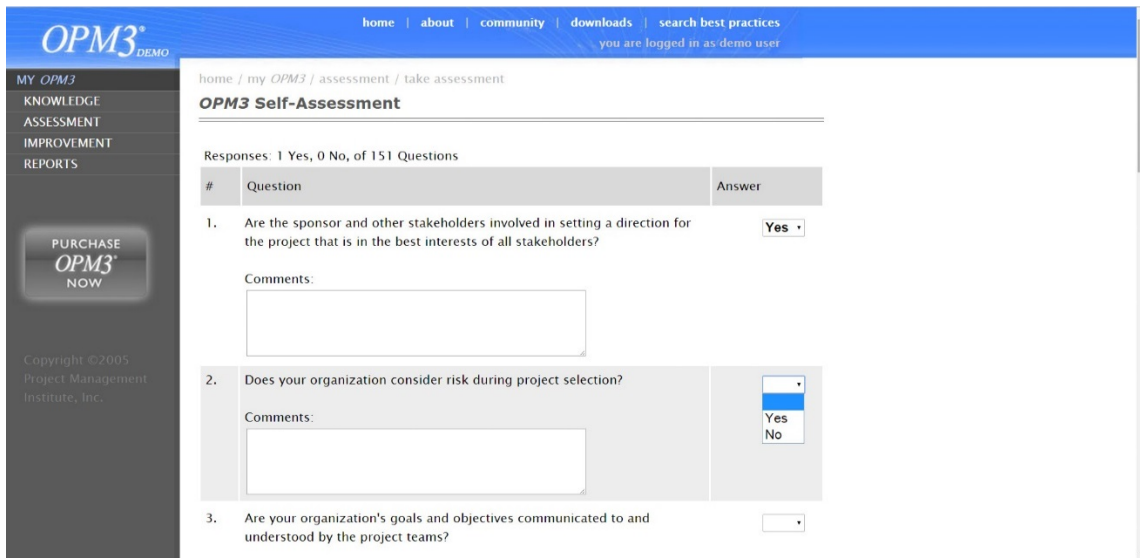 OPM3® DEMO
home | about | community | downloads | search best practices
you are logged in as demo user
MY OPM3
KNOWLEDGE
ASSESSMENT
IMPROVEMENT
REPORTS
PURCHASE
OPM3®
NOW
Copyright ©2005
Project Management
Institute, Inc.
home / my OPM3 / assessment / take assessment
OPM3 Self-Assessment
Responses: 1 Yes, 0 No, of 151 Questions
# Question Answer
1. Are the sponsor and other stakeholders involved in setting a direction for Yes
the project that is in the best interests of all stakeholders?
Comments:
2. Does your organization consider risk during project selection?
Yes
No
Comments:
3. Are your organization's goals and objectives communicated to and
understood by the project teams?